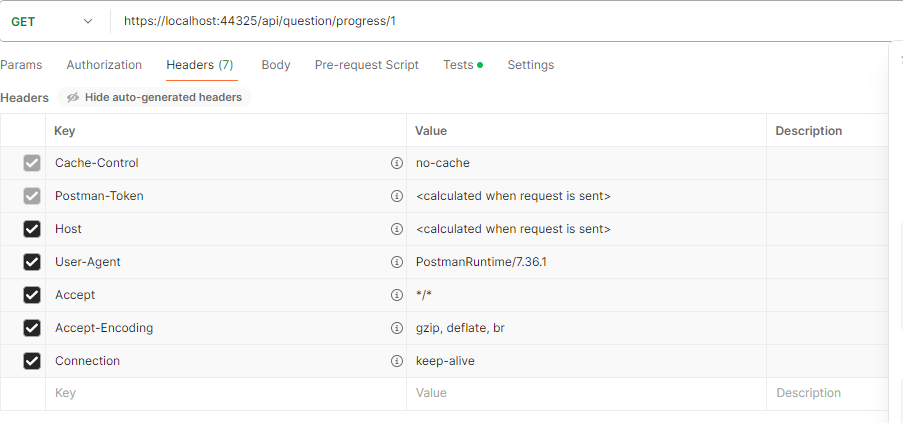 GET https://localhost:44325/api/question/progress/1
Params Authorization Headers (7) Body Pre-request Script Tests Settings
Headers Hide auto-generated headers
Key Value Description
Cache-Control no-cache
Postman-Token <calculated when request is sent>
Host <calculated when request is sent>
User-Agent PostmanRuntime/7.36.1
Accept */*
Accept-Encoding gzip, deflate, br
Connection keep-alive
Key Value Description